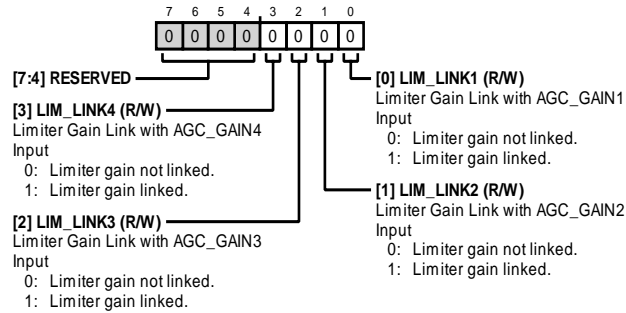 7 6 5 4 3 2 1 0
0 0 0 0 0 0 0 0
[7:4] RESERVED
[3] LIM_LINK4 (R/W)
Limiter Gain Link with AGC_GAIN4
Input
0: Limiter gain not linked.
1: Limiter gain linked.
[2] LIM_LINK3 (R/W)
Limiter Gain Link with AGC_GAIN3
Input
0: Limiter gain not linked.
1: Limiter gain linked.
[0] LIM_LINK1 (R/W)
Limiter Gain Link with AGC_GAIN1
Input
0: Limiter gain not linked.
1: Limiter gain linked.
[1] LIM_LINK2 (R/W)
Limiter Gain Link with AGC_GAIN2
Input
0: Limiter gain not linked.
1: Limiter gain linked.